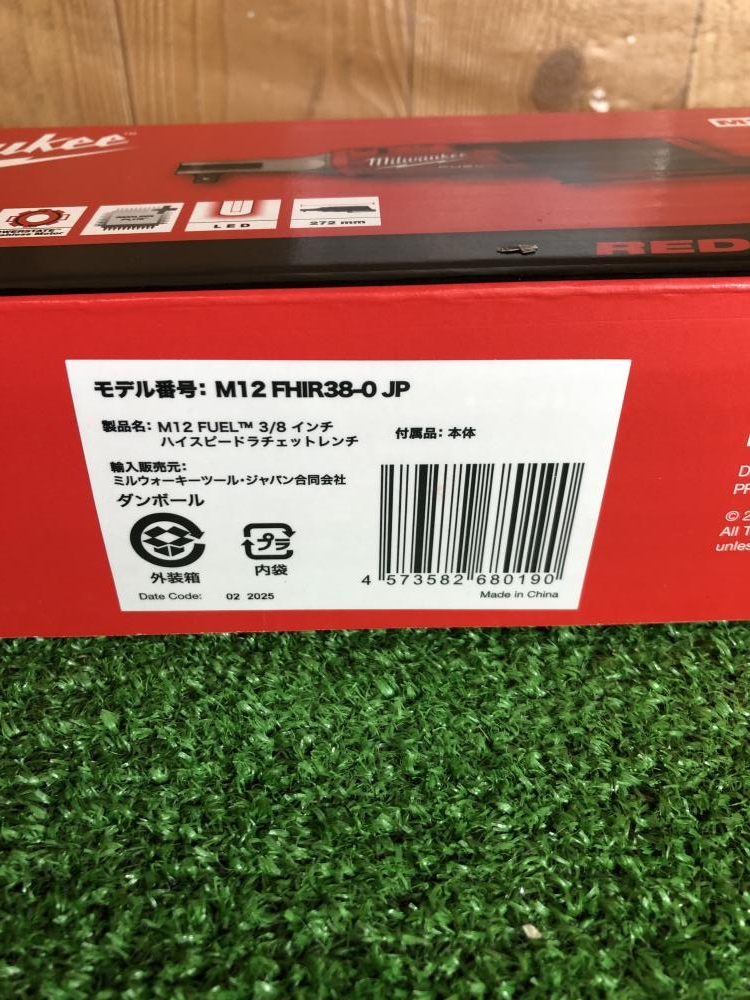 Milwaukee
LED
272 mm
RED
モデル番号: M12 FHIR38-0 JP
製品名: M12 FUEL™ 3/8 インチ
ハイスピードラチェットレンチ
付属品: 本体
輸入販売元:
ミルウォーキーツール・ジャパン合同会社
ダンボール
外装箱
プラ
内袋
4 573582 680190
Date Code: 02 2025
Made in China
© 2
All T
unles